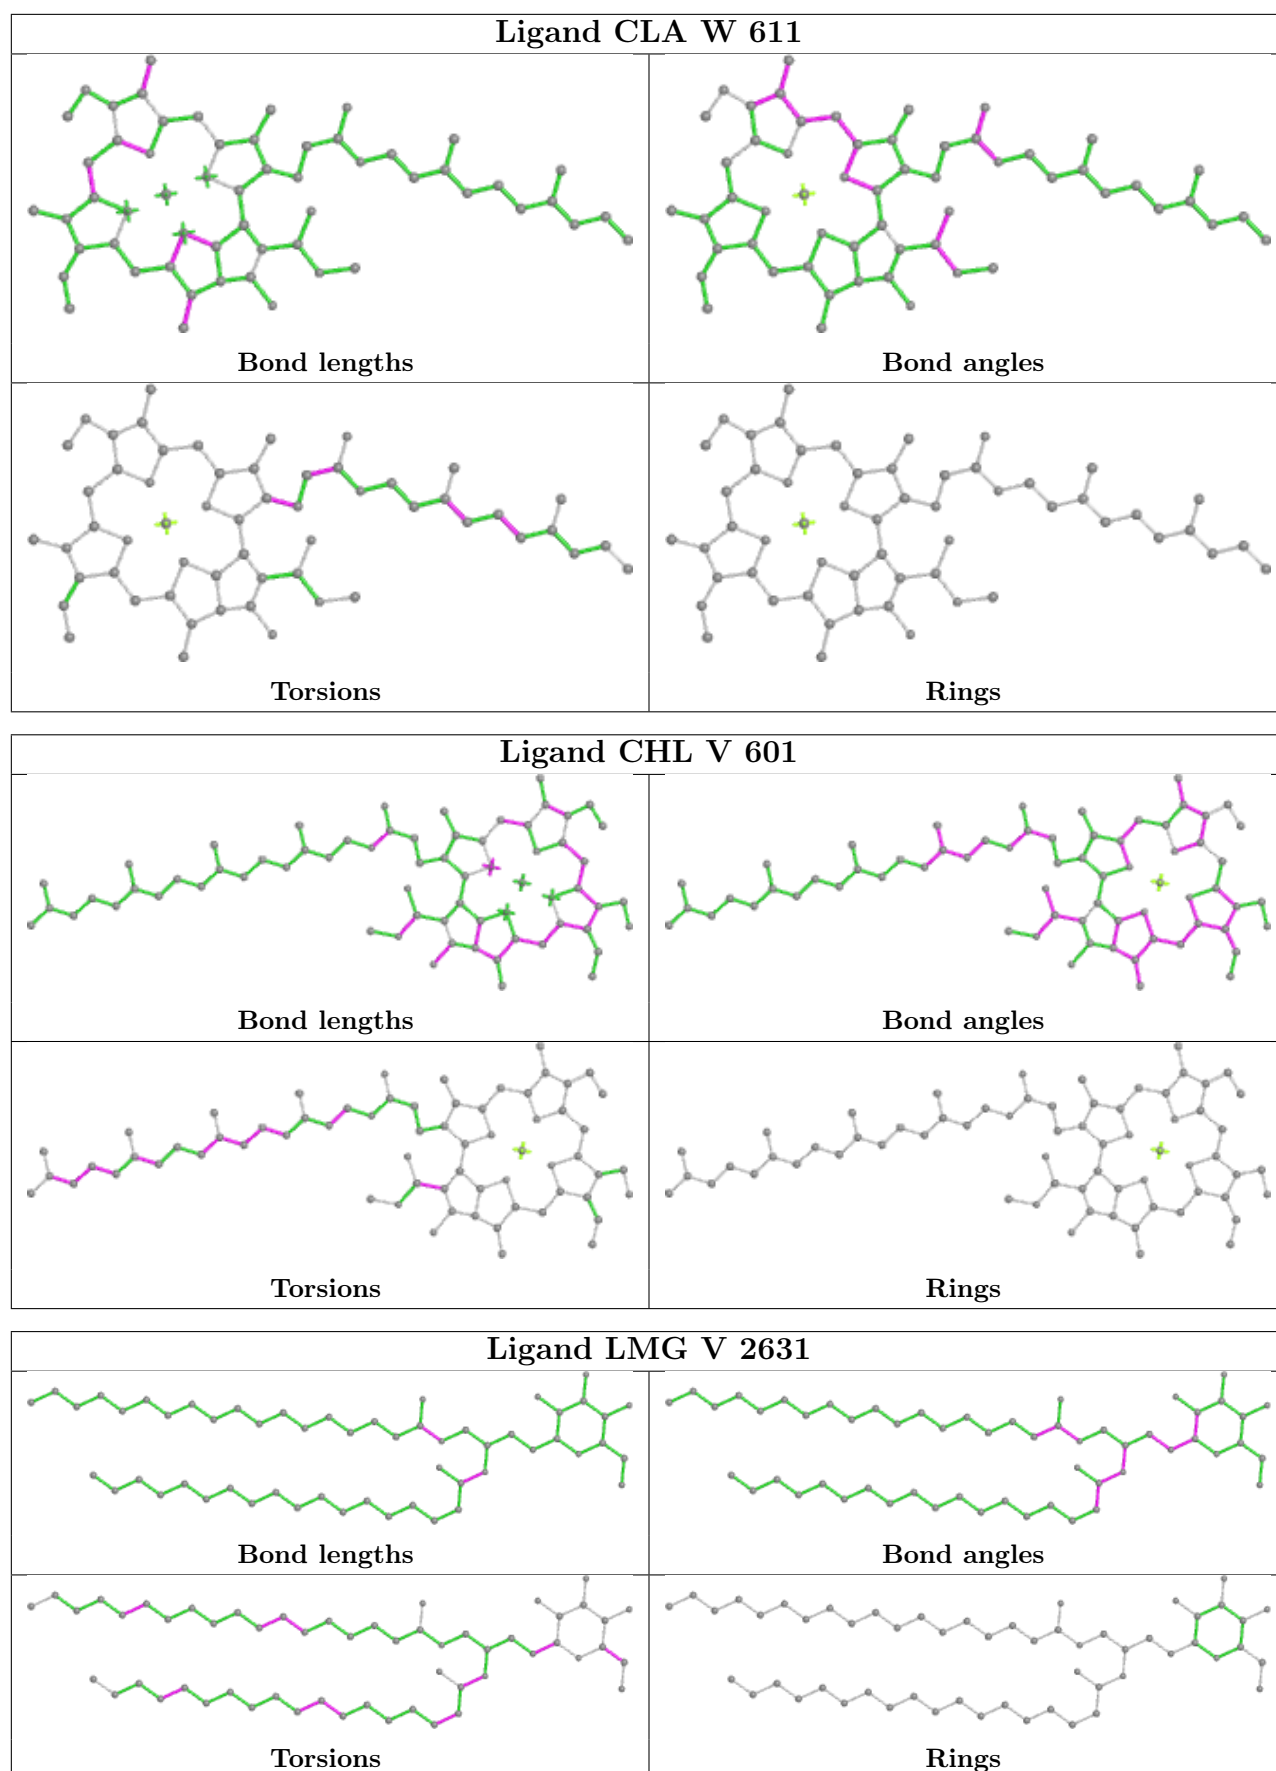 Ligand CLA W 611
Bond lengths
Bond angles
Torsions
Rings
Ligand CHL V 601
Bond lengths
Bond angles
Torsions
Rings
Ligand LMG V 2631
Bond lengths
Bond angles
Torsions
Rings